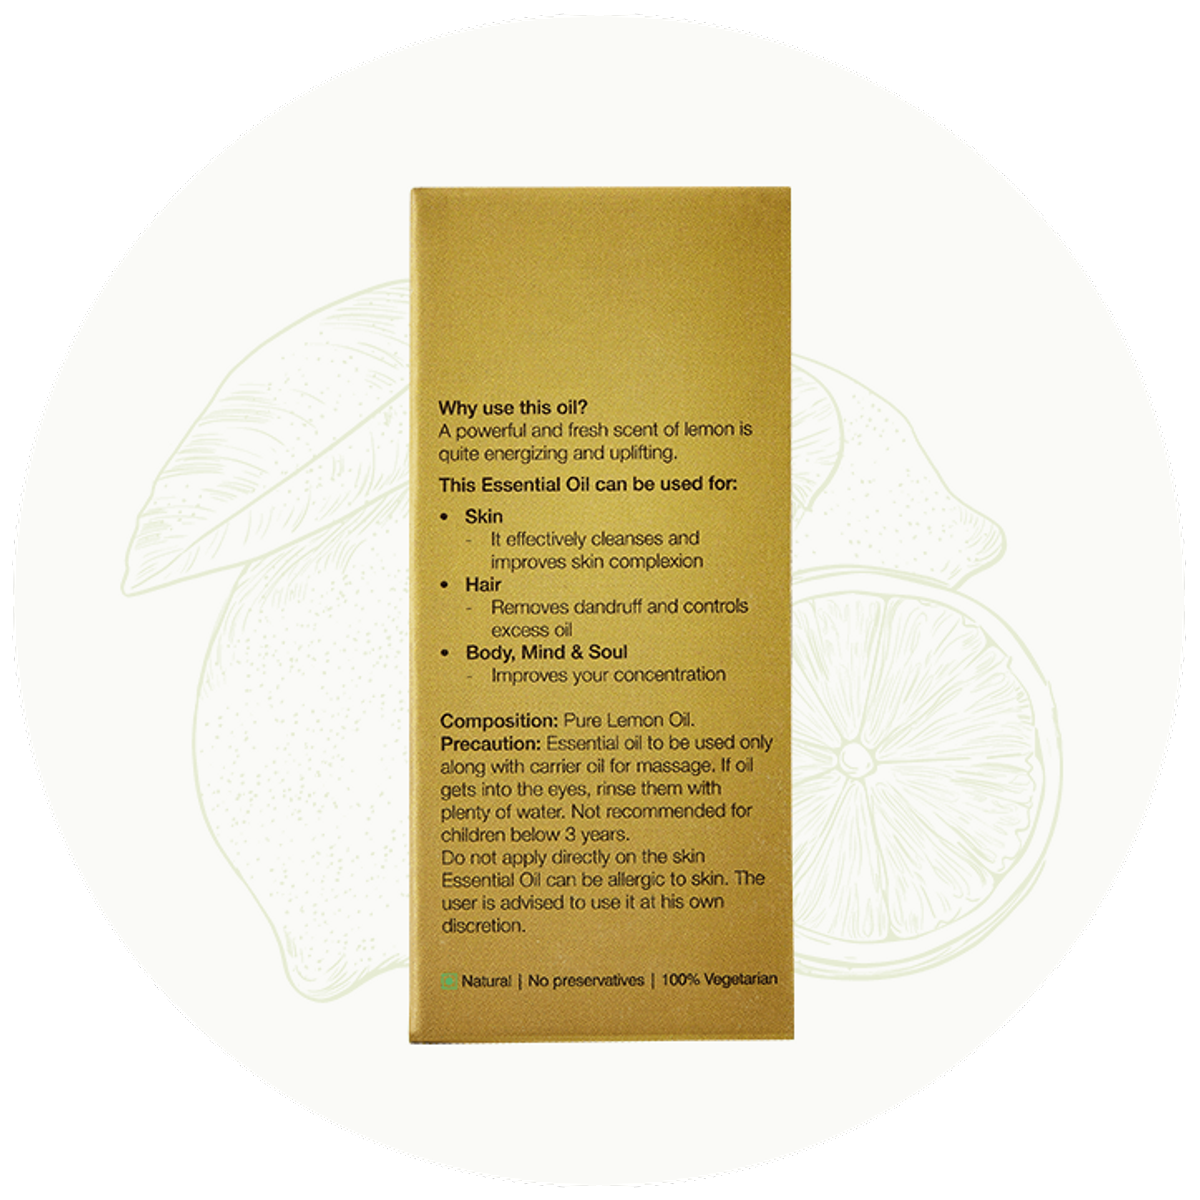 Why use this oil?
A powerful and fresh scent of lemon is
quite energizing and uplifting.
This Essential Oil can be used for:
• Skin
- It effectively cleanses and
improves skin complexion
• Hair
- Removes dandruff and controls
excess oil
• Body, Mind & Soul
- Improves your concentration
Composition: Pure Lemon Oil.
Precaution: Essential oil to be used only
along with carrier oil for massage. If oil
gets into the eyes, rinse them with
plenty of water. Not recommended for
children below 3 years.
Do not apply directly on the skin
Essential Oil can be allergic to skin. The
user is advised to use it at his own
discretion.
Natural | No preservatives | 100% Vegetarian